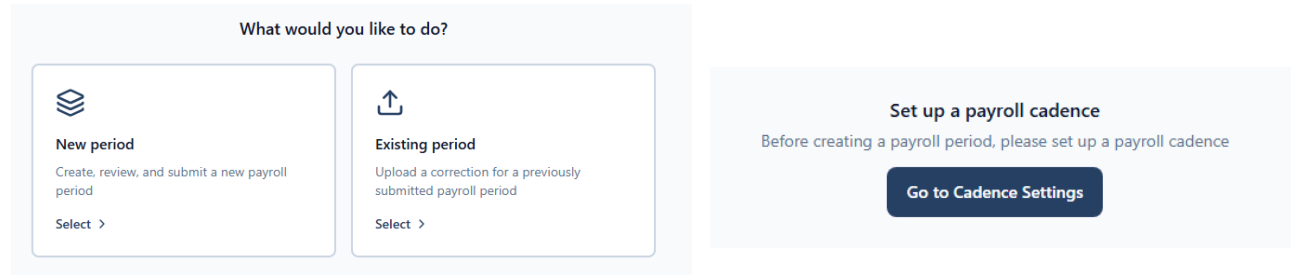 What would you like to do?
New period
Create, review, and submit a new payroll
period
Select
Existing period
Upload a correction for a previously
submitted payroll period
Select
Set up a payroll cadence
Before creating a payroll period, please set up a payroll cadence
Go to Cadence Settings